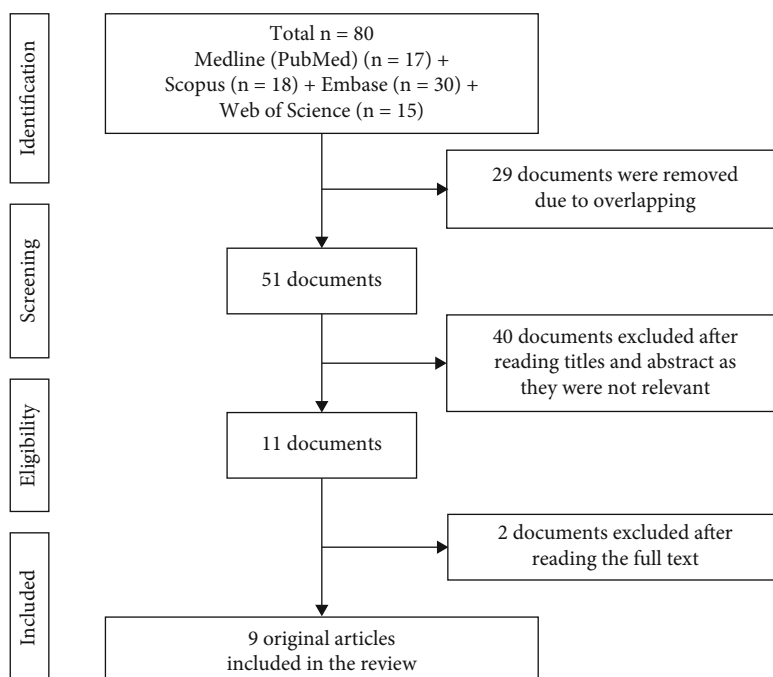 Identification
Total n = 80
Medline (PubMed) (n = 17) +
Scopus (n = 18) + Embase (n = 30) +
Web of Science (n = 15)
29 documents were removed
due to overlapping
Screening
51 documents
40 documents excluded after
reading titles and abstract as
they were not relevant
Eligibility
11 documents
2 documents excluded after
reading the full text
Included
9 original articles
included in the review